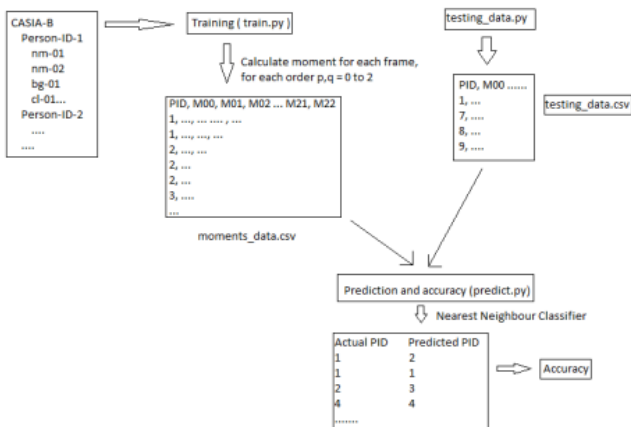 CASIA-B
Person-ID-1
nm-01
nm-02
bg-01
cl-01...
Person-ID-2
....
....
Training ( train.py )
Calculate moment for each frame,
for each order p,q = 0 to 2
PID, M00, M01, M02 ... M21, M22
1, ..., ... .... , ...
1, ..., ..., ...
2, ..., ...
2, ...
2, ...
3, ....
...
moments_data.csv
testing_data.py
PID, M00 ......
1, ...
7, ....
8, ...
9, ....
testing_data.csv
Prediction and accuracy (predict.py)
Nearest Neighbour Classifier
Actual PID Predicted PID
1 2
1 1
2 3
4 4
.......
Accuracy